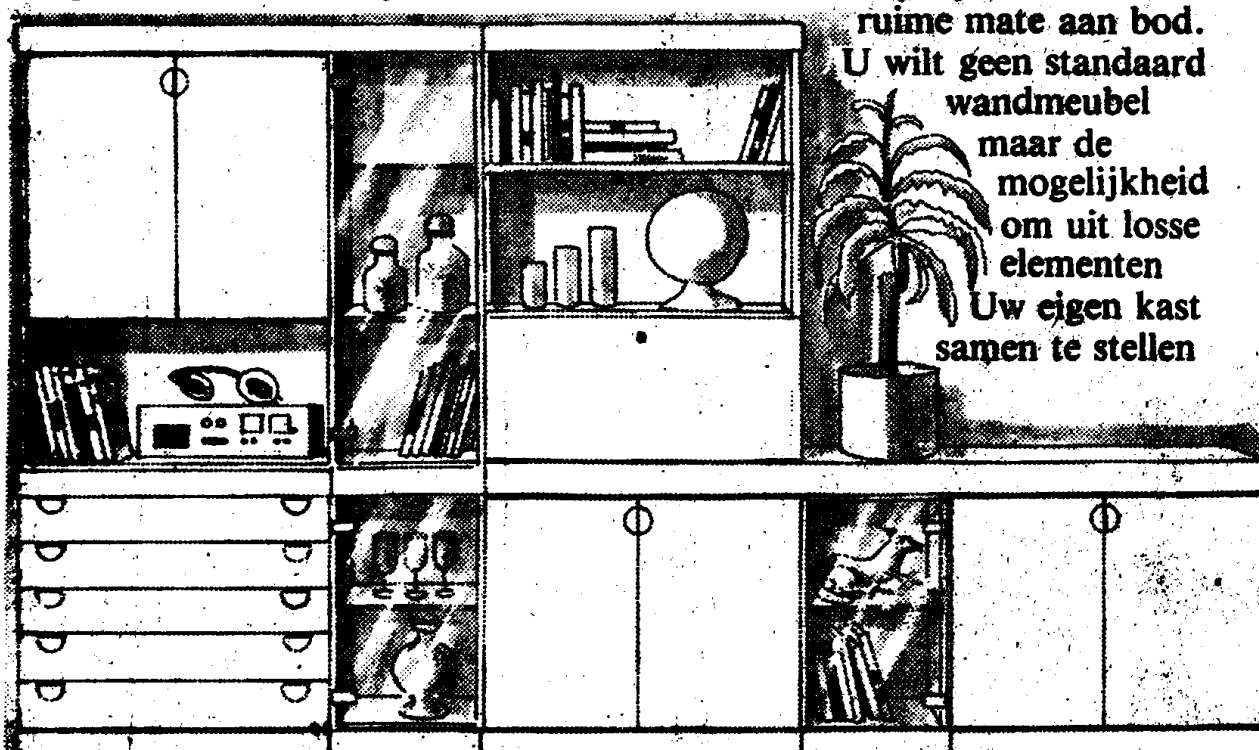 ruime mate aan bod.
U wilt geen standaard
wandmeubel
maar de
mogelijkheid
om uit losse
elementen
Uw eigen kast
samen te stellen